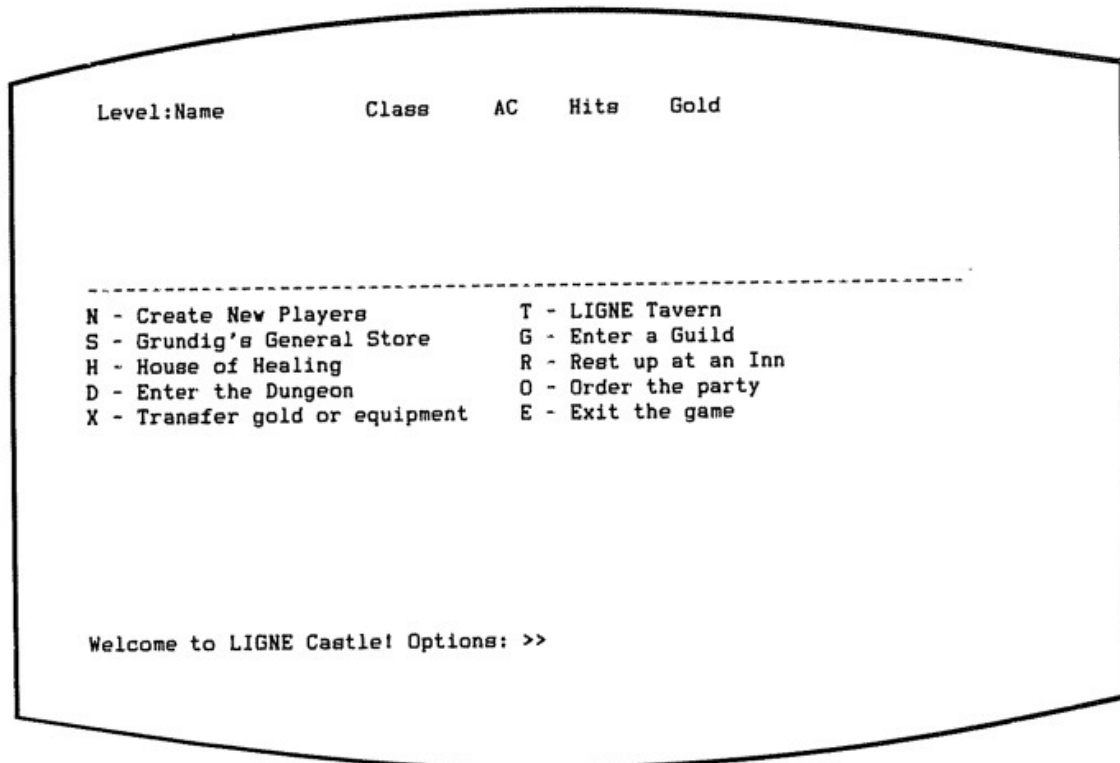 Level:Name Class AC Hits Gold
------------------------------------------------------------------------
N - Create New Players T - LIGNE Tavern
S - Grundig's General Store G - Enter a Guild
H - House of Healing R - Rest up at an Inn
D - Enter the Dungeon O - Order the party
X - Transfer gold or equipment E - Exit the game
Welcome to LIGNE Castle! Options: >>